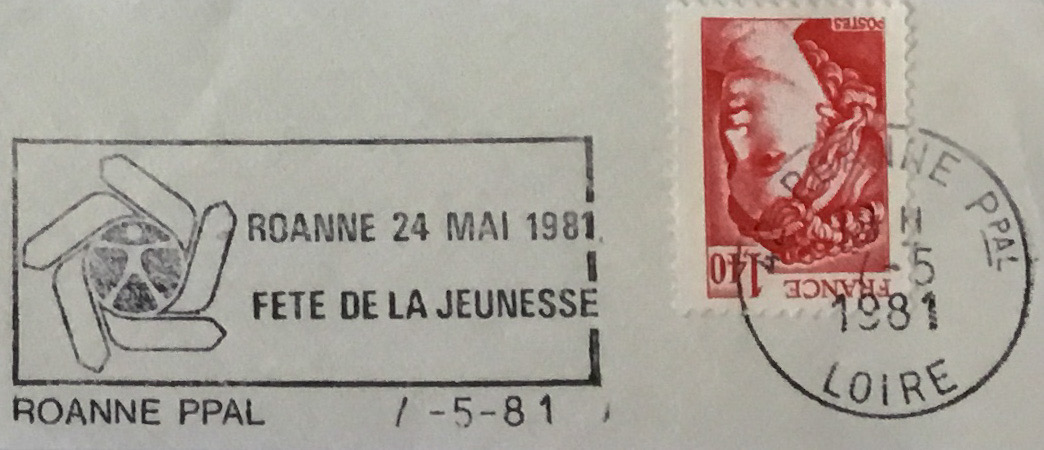 ROANNE 24 MAI 1981
FETE DE LA JEUNESSE
ROANNE PPAL -5-81
POSTES
1,40 FRANCE
ROANNE PPAL
H
-5
1981
LOIRE